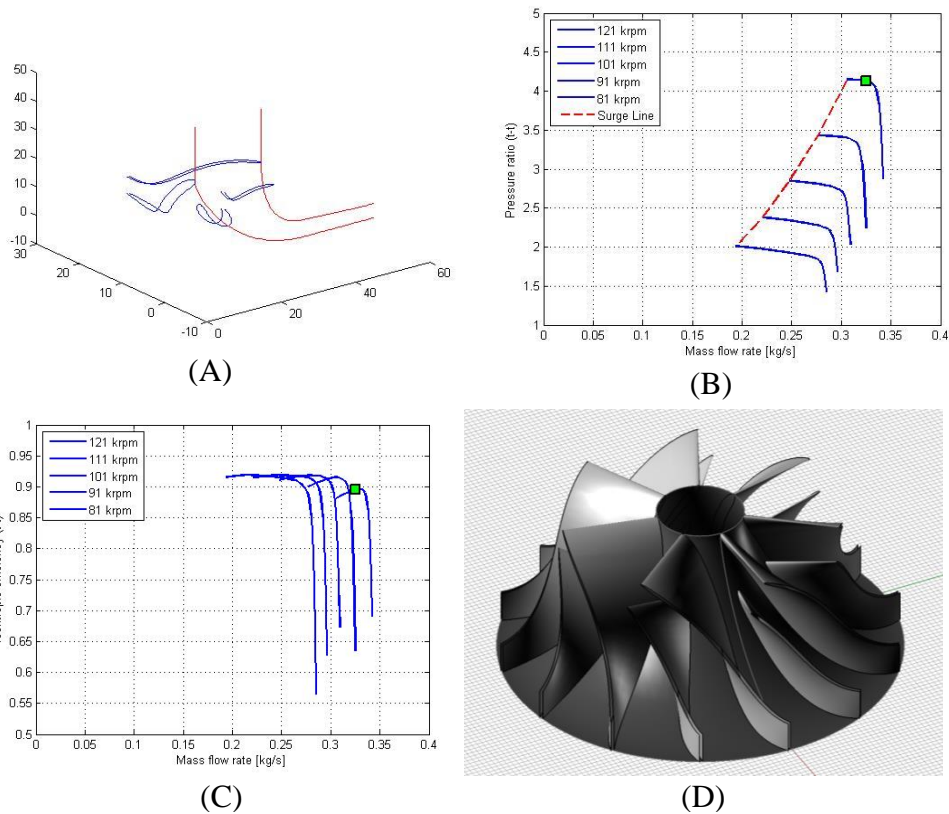 50
40
30
20
10
0
-10
30
20
10
0
-10
0
20
40
60
(A)
5
4.5
4
3.5
3
2.5
2
1.5
1
Pressure ratio (t-t)
121 krpm
111 krpm
101 krpm
91 krpm
81 krpm
Surge Line
0 0.05 0.1 0.15 0.2 0.25 0.3 0.35 0.4
Mass flow rate [kg/s]
(B)
1
0.95
0.9
0.85
0.8
0.75
0.7
0.65
0.6
0.55
0.5
121 krpm
111 krpm
101 krpm
91 krpm
81 krpm
0 0.05 0.1 0.15 0.2 0.25 0.3 0.35 0.4
Mass flow rate [kg/s]
(C)
(D)